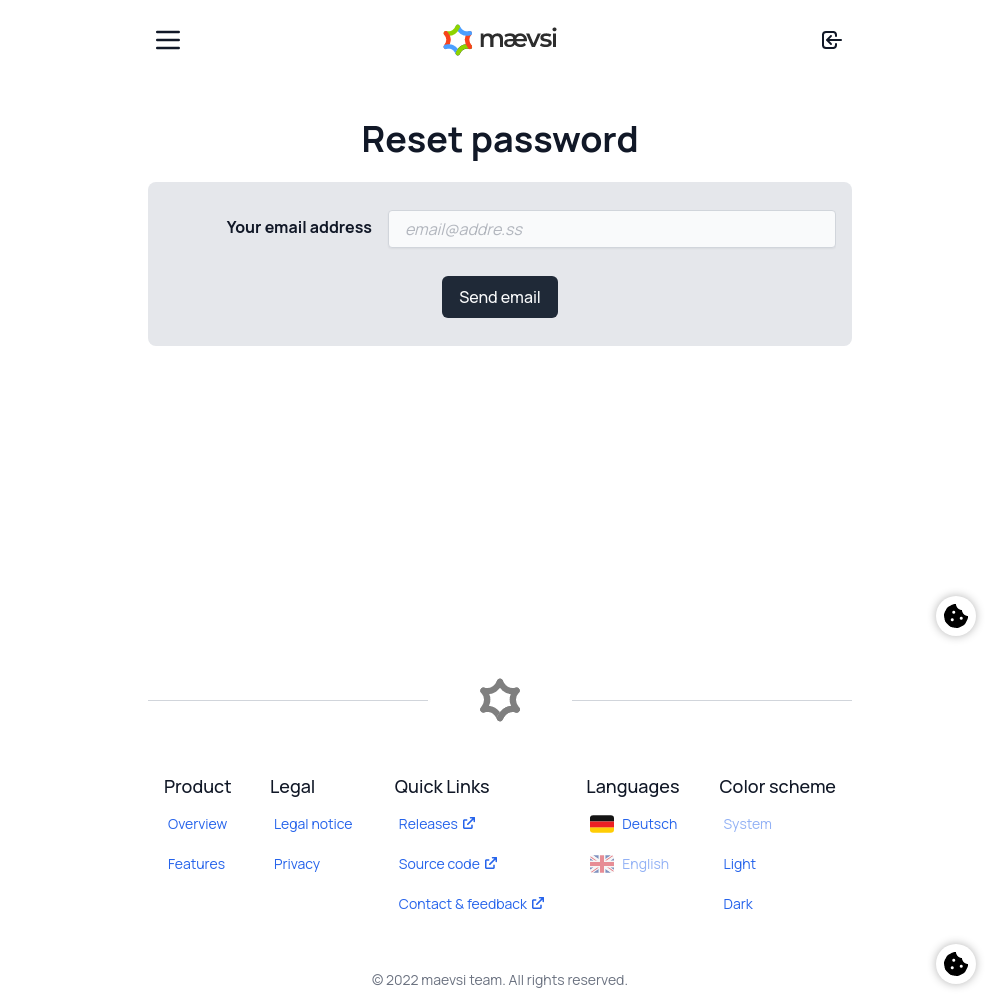 mævsi
Reset password
Your email address
email@addre.ss
Send email
Product
Overview
Features
Legal
Legal notice
Privacy
Quick Links
Releases
Source code
Contact & feedback
Languages
Deutsch
English
Color scheme
System
Light
Dark
© 2022 maevsi team. All rights reserved.